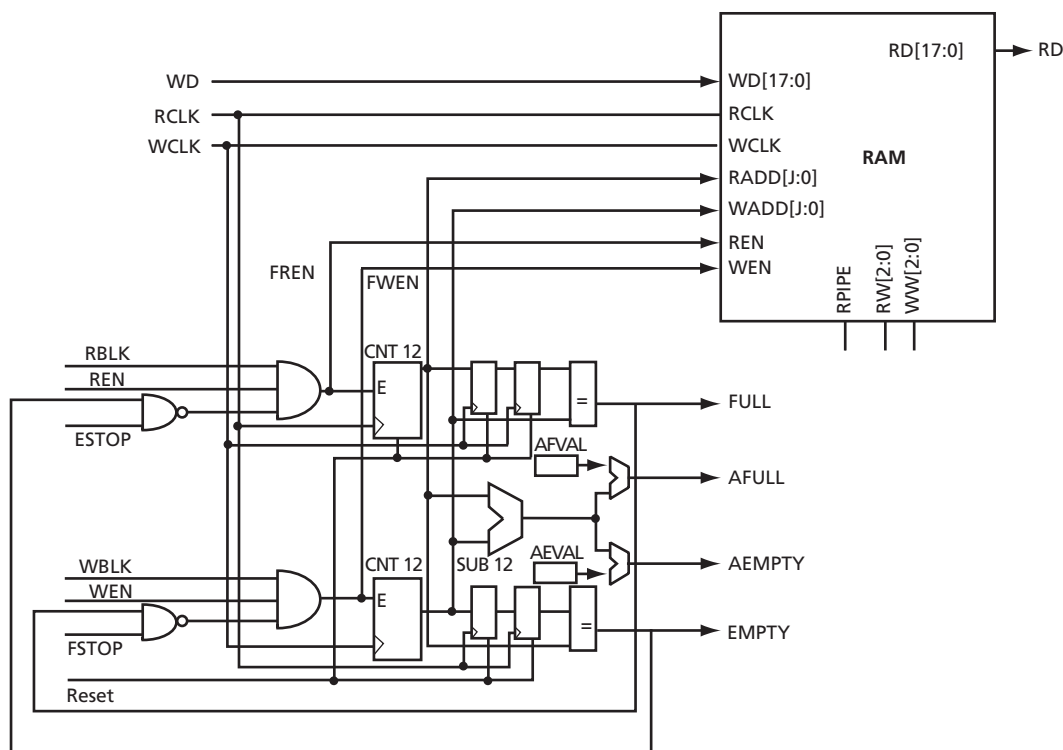 RD[17:0]
RD
WD
WD[17:0]
RCLK
RCLK
WCLK
WCLK
RAM
RADD[J:0]
WADD[J:0]
REN
FREN
FWEN
WEN
RPIPE
RW[2:0]
WW[2:0]
RBLK
CNT 12
REN
E
=
FULL
ESTOP
AFVAL
AFULL
WBLK
CNT 12
SUB 12
AEVAL
AEMPTY
WEN
E
=
EMPTY
FSTOP
Reset